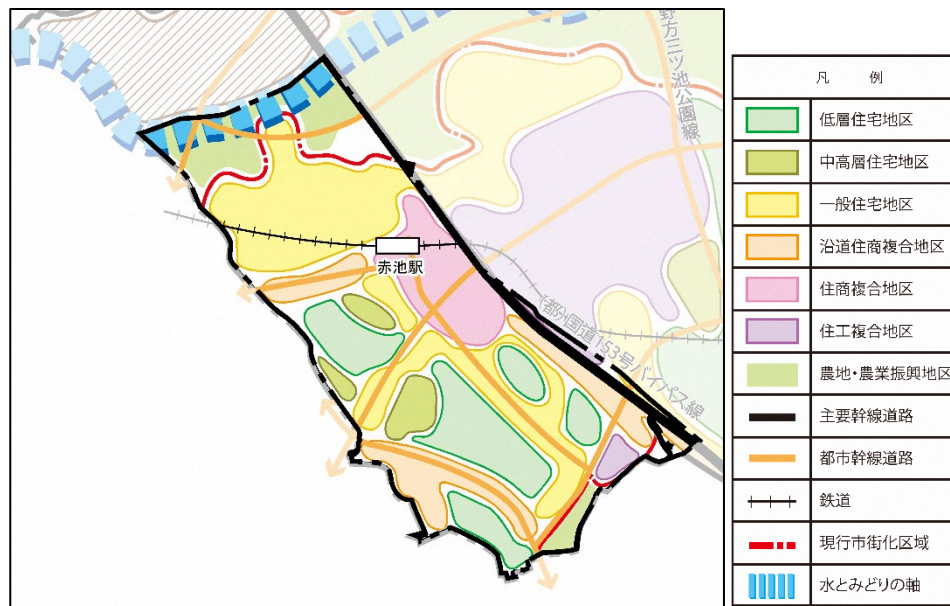 野方三ツ池公園線
赤池駅
(都)国道153号バイパス線
凡 例
低層住宅地区
中高層住宅地区
一般住宅地区
沿道住商複合地区
住商複合地区
住工複合地区
農地・農業振興地区
主要幹線道路
都市幹線道路
鉄道
現行市街化区域
水とみどりの軸